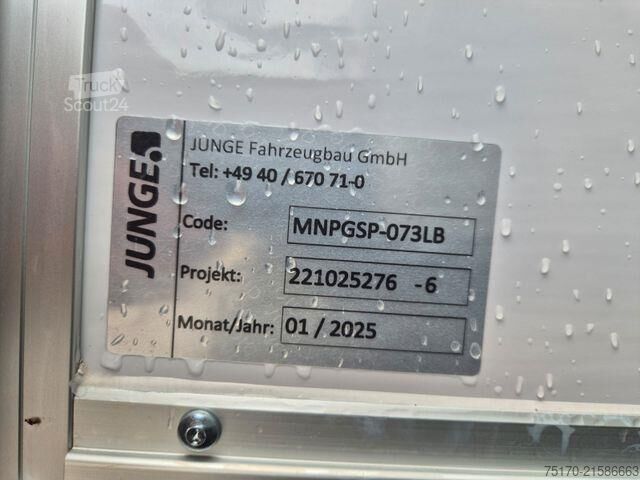 Truck
Scout24
JUNGE
JUNGE Fahrzeugbau GmbH
Tel: +49 40 / 670 71-0
Code: MNPGSP-073LB
Projekt: 221025276 -6
Monat/Jahr: 01 / 2025
75170-21586663